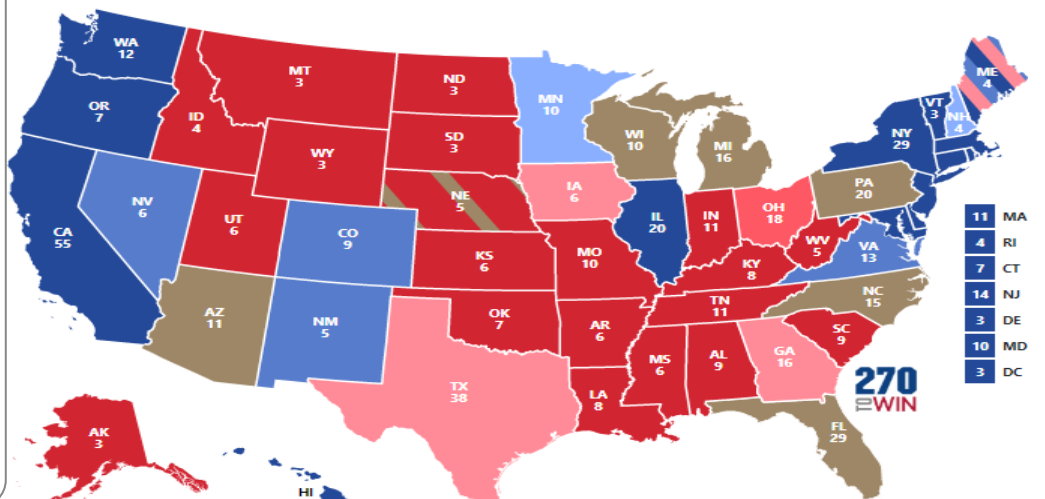 WA
12
OR
7
CA
55
NV
6
ID
4
MT
3
WY
3
UT
6
AZ
11
CO
9
NM
5
ND
3
SD
3
NE
5
KS
6
OK
7
TX
38
MN
10
IA
6
MO
10
AR
6
LA
8
WI
10
IL
20
MS
6
MI
16
IN
11
KY
8
TN
11
AL
9
OH
18
WV
5
GA
16
FL
29
PA
20
VA
13
NC
15
SC
9
NY
29
VT
3
NH
4
ME
4
AK
3
HI
11 MA
4 RI
7 CT
14 NJ
3 DE
10 MD
3 DC
270
TO WIN